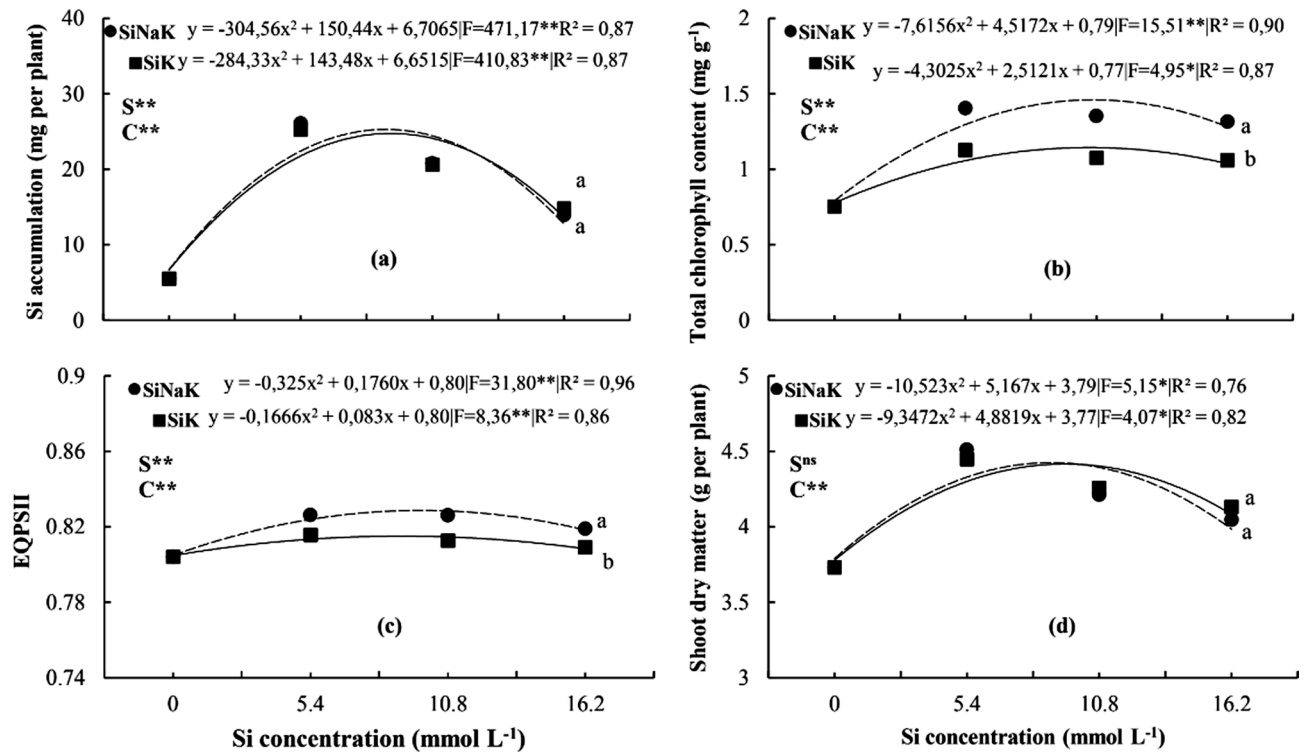 SiNaK y = -304,56x² + 150,44x + 6,7065|F=471,17**R² = 0,87
SiK y = -284,33x² + 143,48x + 6,6515|F=410,83**|R² = 0,87
Si accumulation (mg per plant)
40
30
20
10
0
S**
C**
a
a
(a)
SiNaK y = -7,6156x² + 4,5172x + 0,79|F=15,51**|R² = 0,90
SiK y = -4,3025x² + 2,5121x + 0,77|F=4,95*|R² = 0,87
Total chlorophyll content (mg g⁻¹)
2
1.5
1
0.5
0
S**
C**
a
b
(b)
SiNaK y = -0,325x² + 0,1760x + 0,80|F=31,80**|R² = 0,96
SiK y = -0,1666x² + 0,083x + 0,80|F=8,36**|R² = 0,86
EQPSII
0.9
0.86
0.82
0.78
0.74
S**
C**
a
b
(c)
0 5.4 10.8 16.2
Si concentration (mmol L⁻¹)
SiNaK y = -10,523x² + 5,167x + 3,79|F=5,15*|R² = 0,76
SiK y = -9,3472x² + 4,8819x + 3,77|F=4,07*|R² = 0,82
Shoot dry matter (g per plant)
5
4.5
4
3.5
3
Sⁿˢ
C**
a
a
(d)
0 5.4 10.8 16.2
Si concentration (mmol L⁻¹)